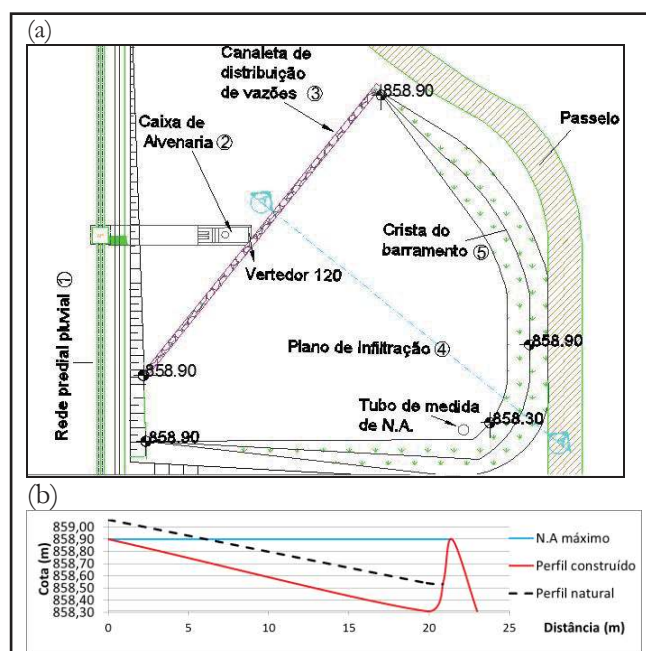 (a)
Canaleta de
distribuição
de vazões ③
858.90
Passeio
Caixa de
Alvenaria ②
Crista do
barramento ⑤
Vertedor 120
Rede predial pluvial ①
Plano de infiltração ④
858.90
858.90
Tubo de medida
de N.A.
858.30
858.90
(b)
859,00
858,90
858,80
858,70
858,60
858,50
858,40
858,30
Cota (m)
0
5
10
15
20
25
Distância (m)
N.A máximo
Perfil construído
Perfil natural